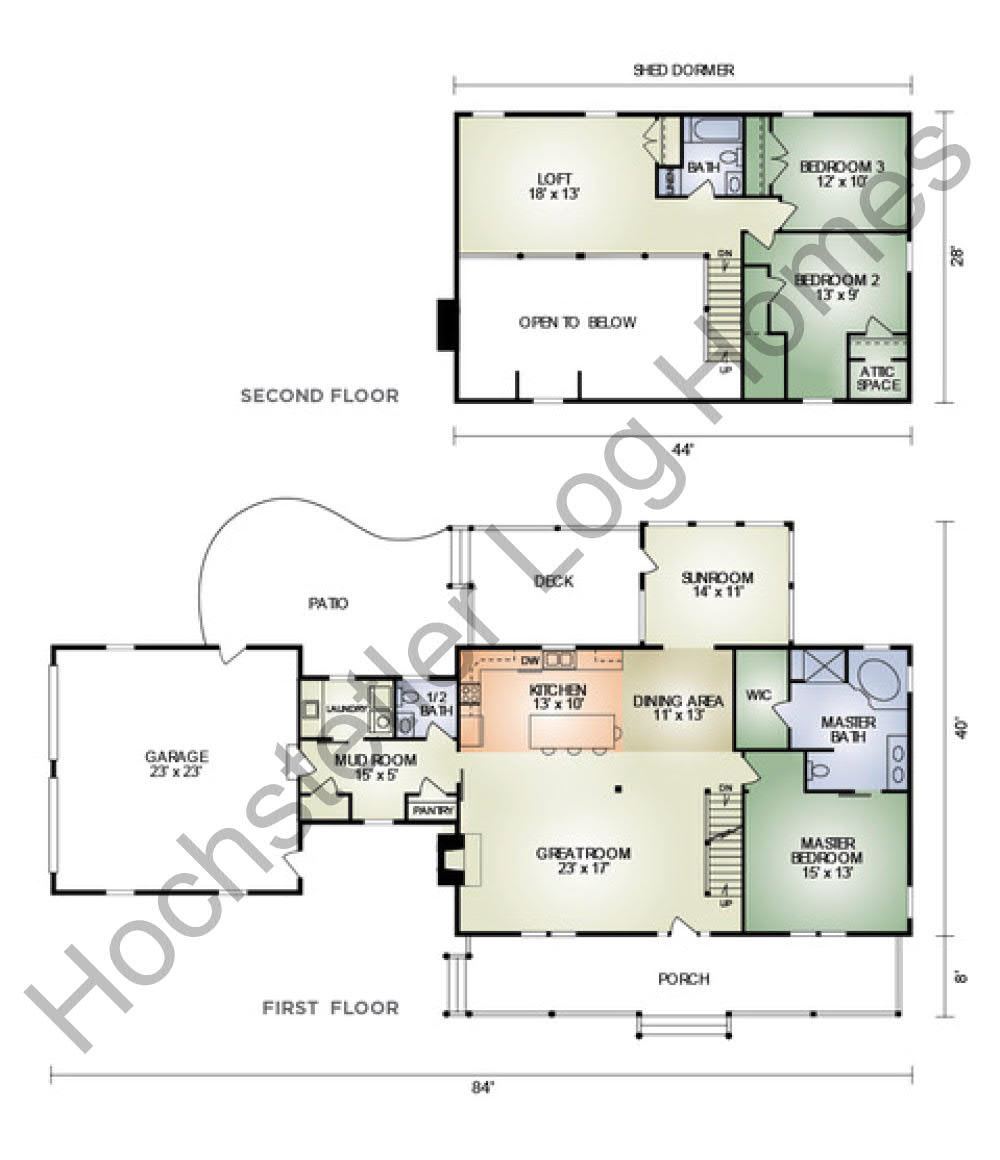 SHED DORMER
LOFT
18' x 13'
LINEN
BATH
BEDROOM 3
12' x 10'
DN
BEDROOM 2
13' x 9'
28'
OPEN TO BELOW
UP
ATTIC
SPACE
SECOND FLOOR
44'
DECK
SUNROOM
14' x 11'
PATIO
DW
KITCHEN
13' x 10'
DINING AREA
11' x 13'
WIC
MASTER
BATH
LAUNDRY
1/2
BATH
40'
GARAGE
23' x 23'
MUD ROOM
15' x 5'
PANTRY
DN
GREATROOM
23' x 17'
MASTER
BEDROOM
15' x 13'
UP
PORCH
8'
FIRST FLOOR
84'
Hochstetler Log Homes